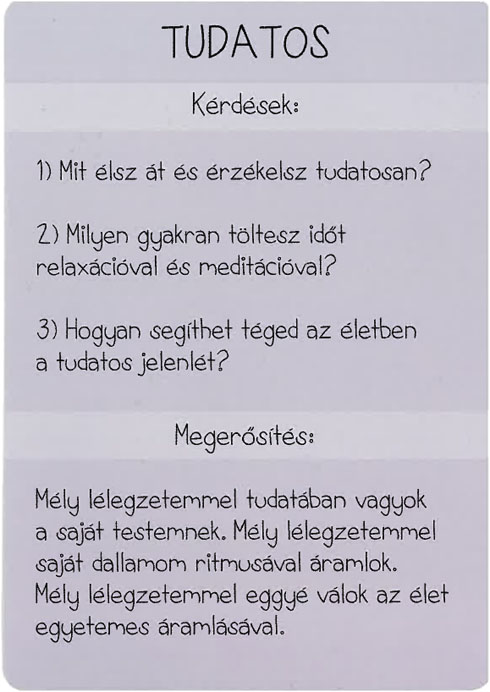 TUDATOS
Kérdések:
1) Mit élsz át és érzékelsz tudatosan?
2) Milyen gyakran töltesz időt
relaxációval és meditációval?
3) Hogyan segíthet téged az életben
a tudatos jelenlét?
Megerősítés:
Mély lélegzetemmel tudatában vagyok
a saját testemnek. Mély lélegzetemmel
saját dallamom ritmusával áramlok.
Mély lélegzetemmel eggyé válok az élet
egyetemes áramlásával.